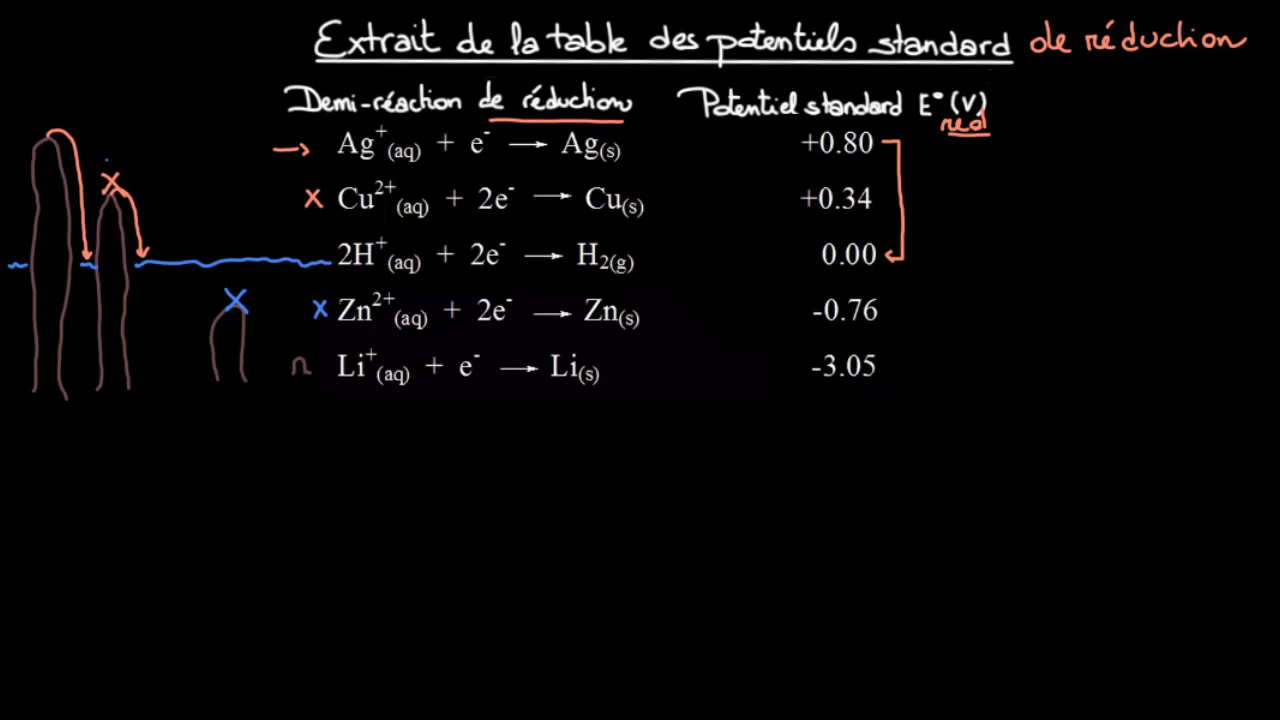 Extrait de la table des potentiels standard de réduction
Demi-réaction de réduction Potentiel standard E° (V)
red
Ag⁺(aq) + e⁻ → Ag(s) +0.80
Cu²⁺(aq) + 2e⁻ → Cu(s) +0.34
2H⁺(aq) + 2e⁻ → H₂(g) 0.00
Zn²⁺(aq) + 2e⁻ → Zn(s) -0.76
Li⁺(aq) + e⁻ → Li(s) -3.05